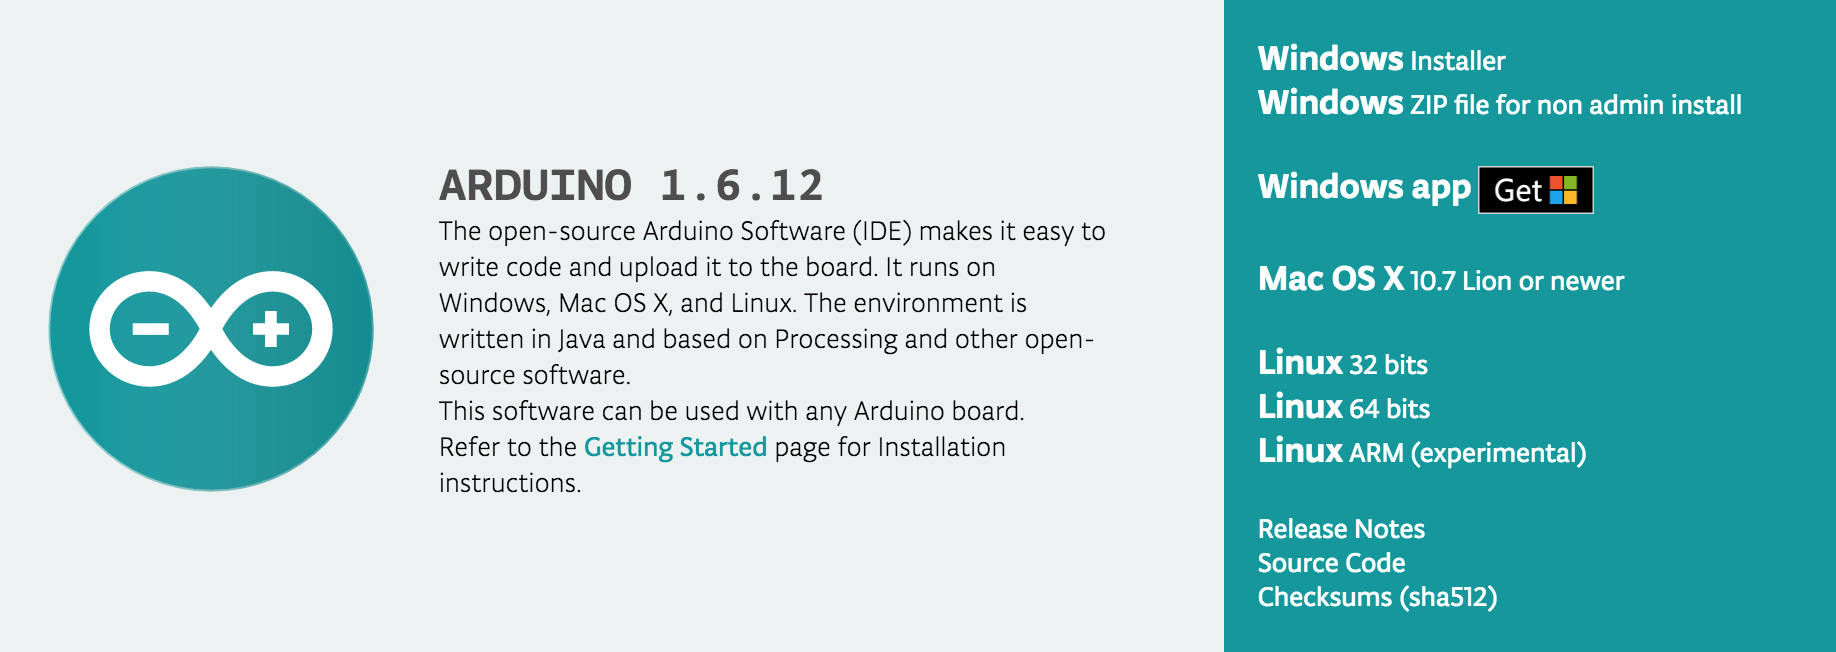 ARDUINO 1.6.12
The open-source Arduino Software (IDE) makes it easy to
write code and upload it to the board. It runs on
Windows, Mac OS X, and Linux. The environment is
written in Java and based on Processing and other open-
source software.
This software can be used with any Arduino board.
Refer to the Getting Started page for Installation
instructions.
Windows Installer
Windows ZIP file for non admin install
Windows app Get
Mac OS X 10.7 Lion or newer
Linux 32 bits
Linux 64 bits
Linux ARM (experimental)
Release Notes
Source Code
Checksums (sha512)